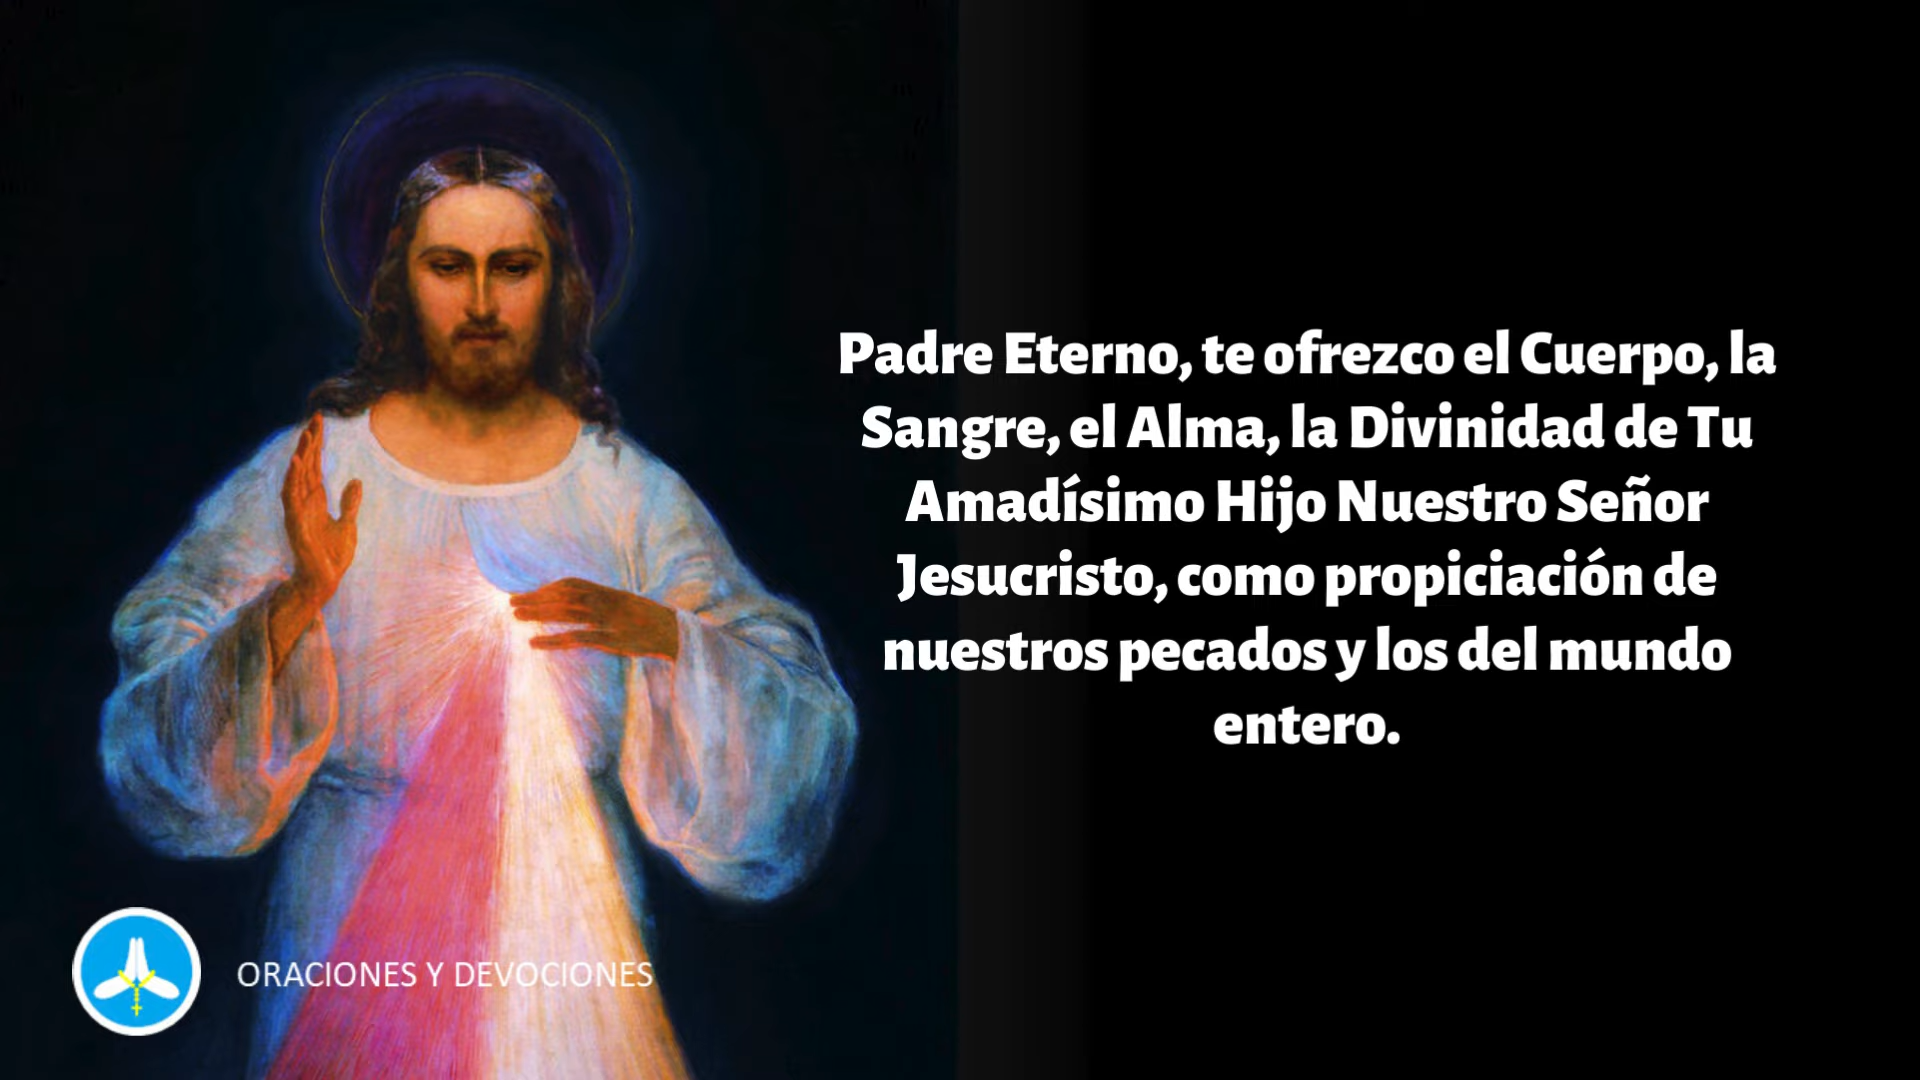 Padre Eterno, te ofrezco el Cuerpo, la
Sangre, el Alma, la Divinidad de Tu
Amadísimo Hijo Nuestro Señor
Jesucristo, como propiciación de
nuestros pecados y los del mundo
entero.
ORACIONES Y DEVOCIONES